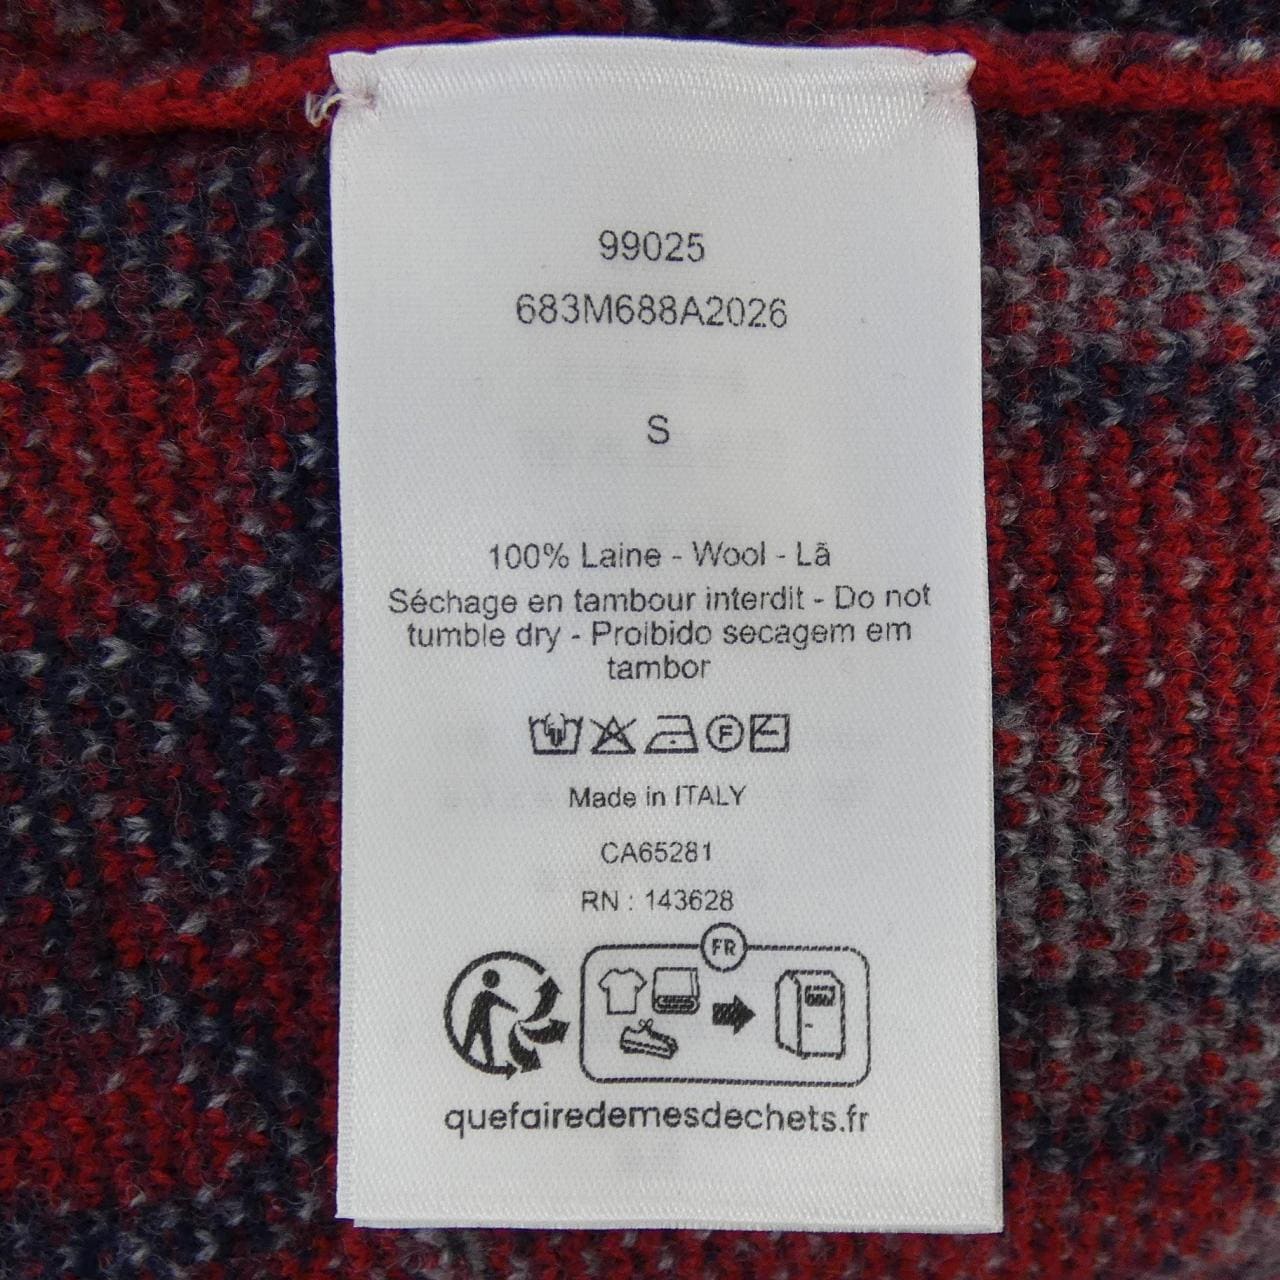 99025
683M688A2026
S
100% Laine - Wool - Lã
Séchage en tambour interdit - Do not
tumble dry - Proibido secagem em
tambor
F
Made in ITALY
CA65281
RN : 143628
FR
quefairedemesdechets.fr